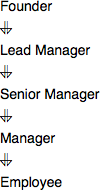 Founder
⇩
Lead Manager
⇩
Senior Manager
⇩
Manager
⇩
Employee